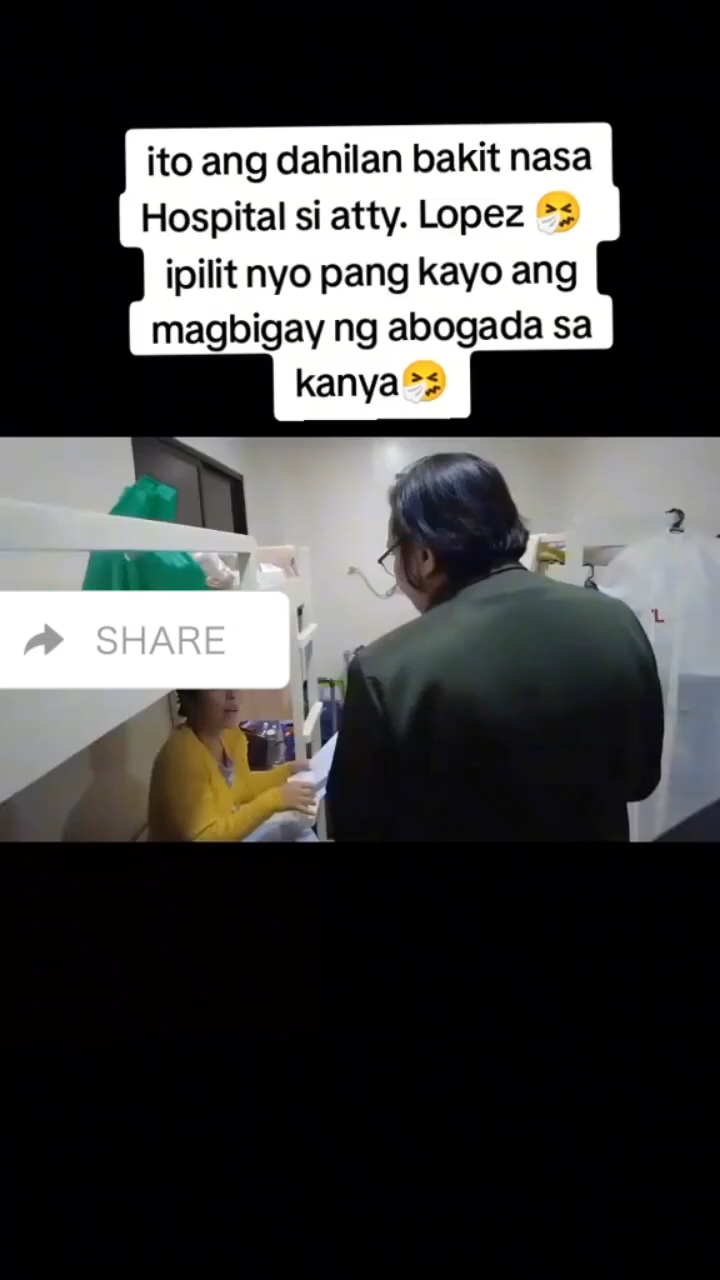 ito ang dahilan bakit nasa
Hospital si atty. Lopez 🤧
ipilit nyo pang kayo ang
magbigay ng abogada sa
kanya🤧
SHARE
L